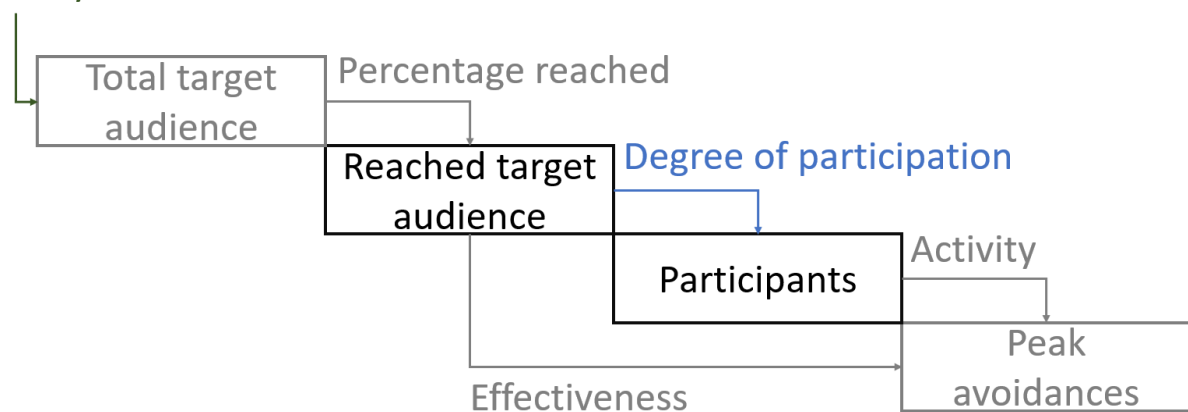 Total target
audience
Percentage reached
Reached target
audience
Degree of participation
Participants
Activity
Peak
avoidances
Effectiveness